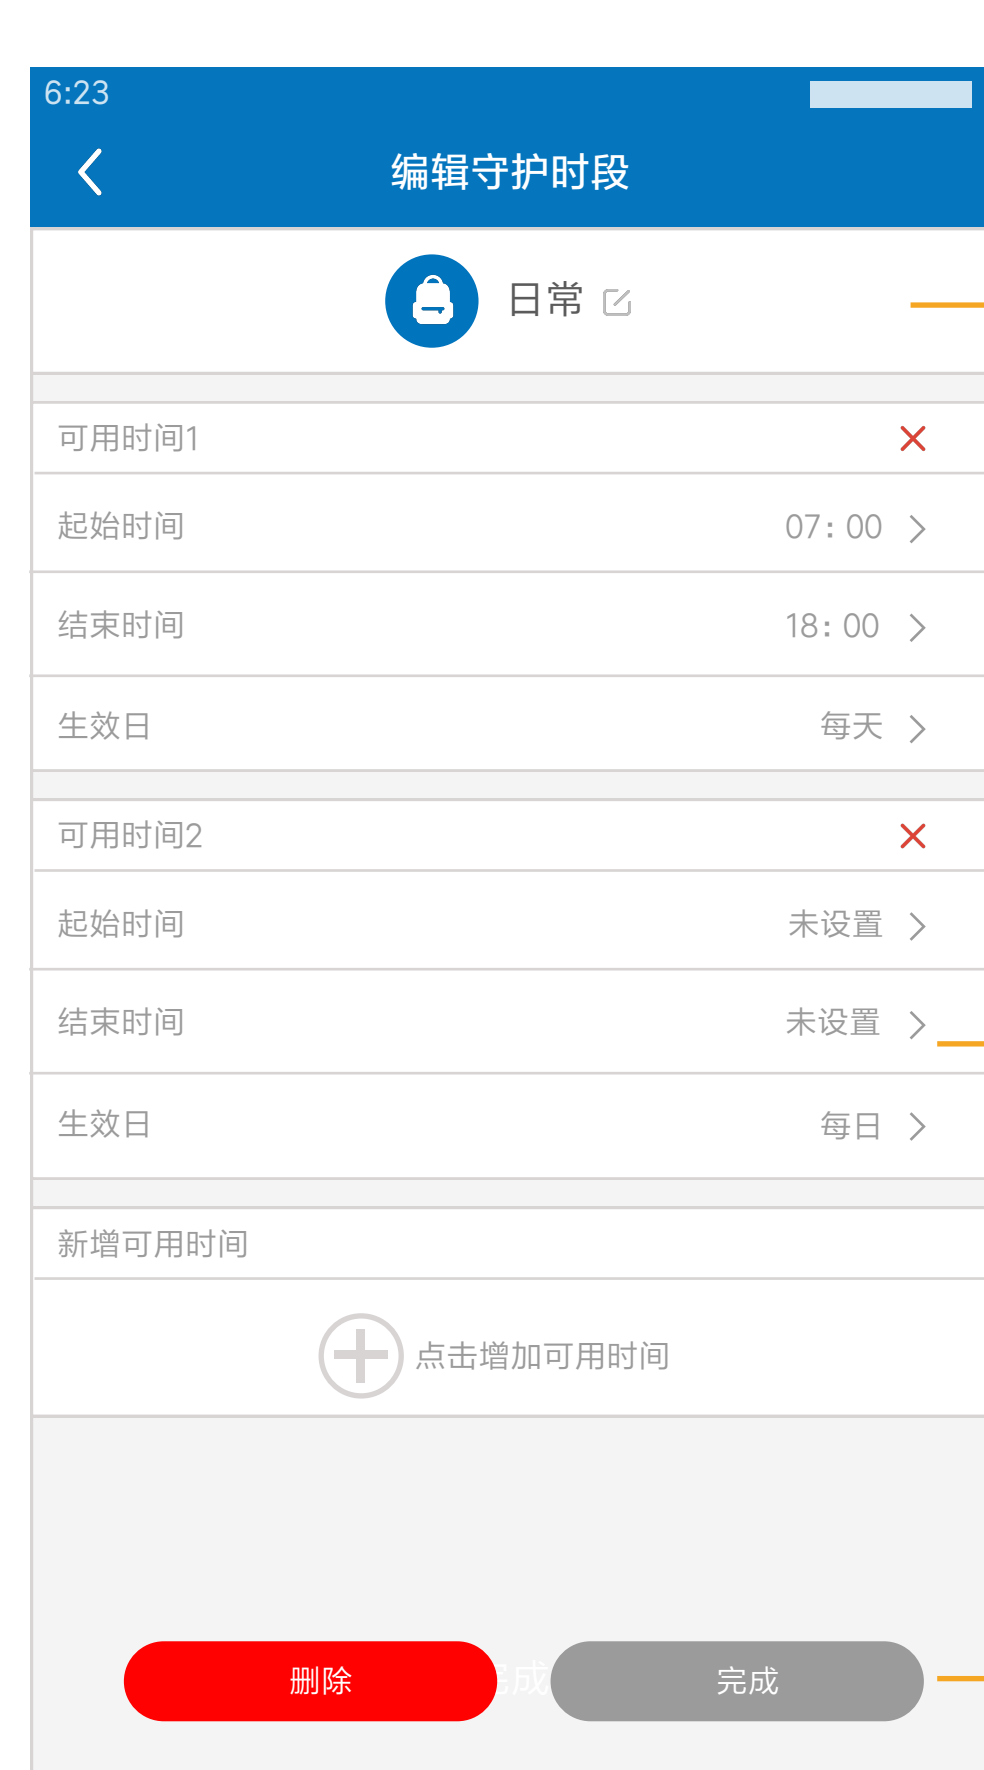 6:23
编辑守护时段
日常
可用时间1
起始时间 07：00
结束时间 18：00
生效日 每天
可用时间2
起始时间 未设置
结束时间 未设置
生效日 每日
新增可用时间
点击增加可用时间
删除 完成 完成